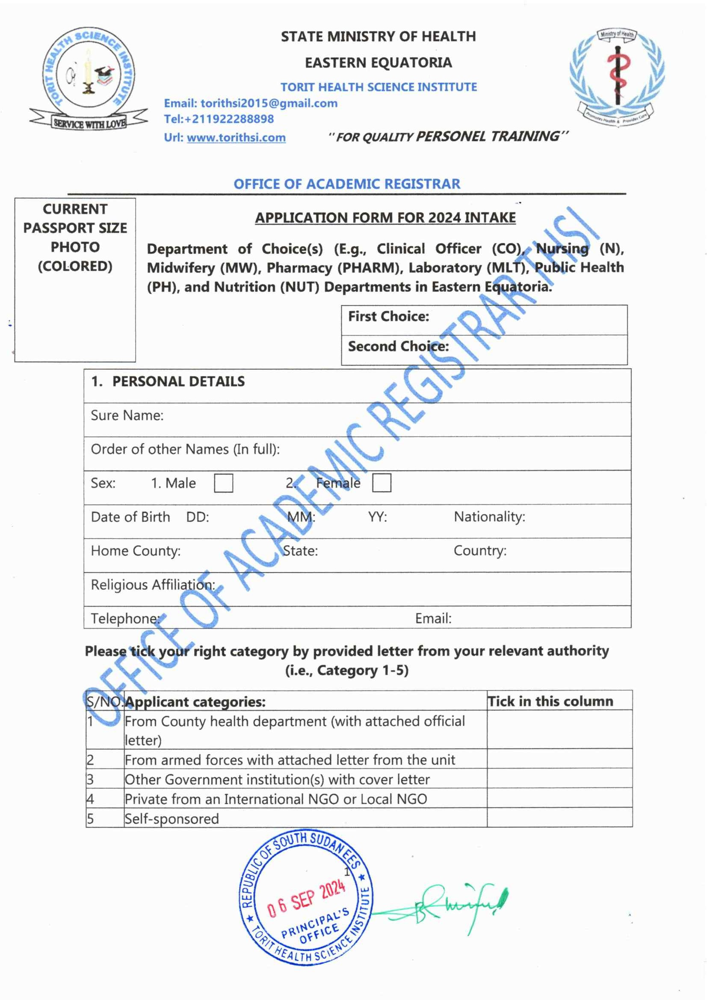 TORIT HEALTH SCIENCE INSTITUTE
SERVICE WITH LOVE
STATE MINISTRY OF HEALTH
EASTERN EQUATORIA
TORIT HEALTH SCIENCE INSTITUTE
Email: torithsi2015@gmail.com
Tel:+211922288898
Url: www.torithsi.com
"FOR QUALITY PERSONEL TRAINING"
Ministry of Health
Promotes Health & Provides Care
OFFICE OF ACADEMIC REGISTRAR
CURRENT
PASSPORT SIZE
PHOTO
(COLORED)
APPLICATION FORM FOR 2024 INTAKE
Department of Choice(s) (E.g., Clinical Officer (CO), Nursing (N),
Midwifery (MW), Pharmacy (PHARM), Laboratory (MLT), Public Health
(PH), and Nutrition (NUT) Departments in Eastern Equatoria.
First Choice:
Second Choice:
OFFICE OF ACADEMIC REGISTRAR THSI
1. PERSONAL DETAILS
Sure Name:
Order of other Names (In full):
Sex: 1. Male 2. Female
Date of Birth DD: MM: YY: Nationality:
Home County: State: Country:
Religious Affiliation:
Telephone: Email:
Please tick your right category by provided letter from your relevant authority
(i.e., Category 1-5)
S/NO. Applicant categories: Tick in this column
1 From County health department (with attached official
letter)
2 From armed forces with attached letter from the unit
3 Other Government institution(s) with cover letter
4 Private from an International NGO or Local NGO
5 Self-sponsored
1
REPUBLIC OF SOUTH SUDAN EES
06 SEP 2024
PRINCIPAL'S
OFFICE
TORIT HEALTH SCIENCE INSTITUTE